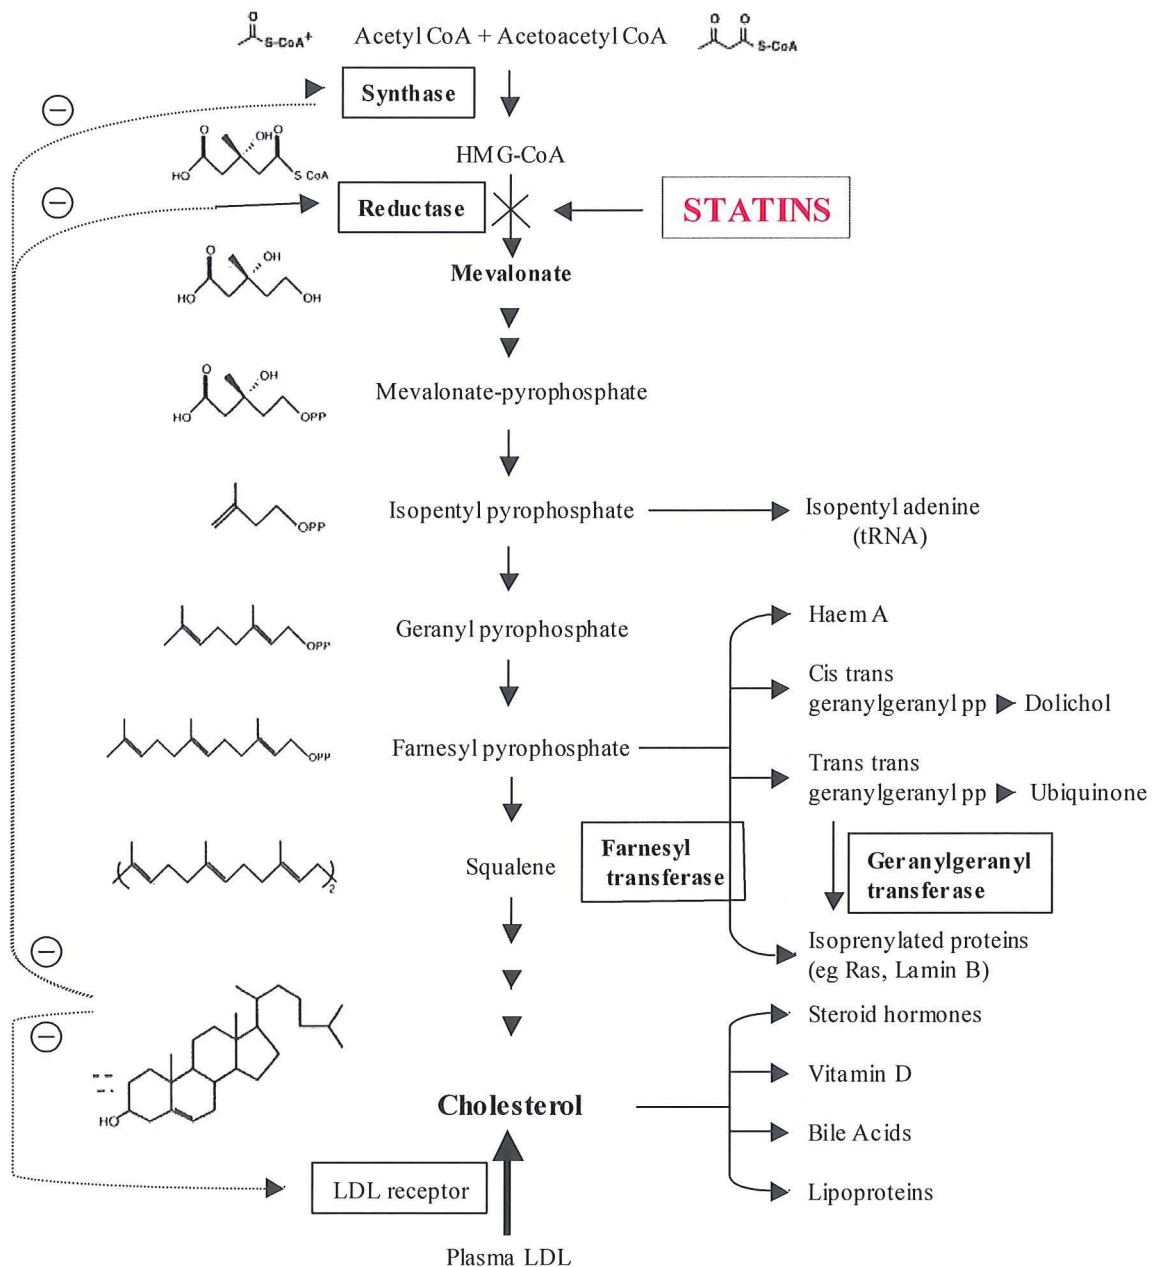 O
S-CoA+
Acetyl CoA + Acetoacetyl CoA
O O
S-CoA
Synthase
−
O OH O
HO S CoA
HMG-CoA
−
Reductase
STATINS
O OH
HO OH
Mevalonate
O OH
HO OPP
Mevalonate-pyrophosphate
OPP
Isopentyl pyrophosphate
Isopentyl adenine
(tRNA)
OPP
Geranyl pyrophosphate
Haem A
Cis trans
geranylgeranyl pp
Dolichol
OPP
Farnesyl pyrophosphate
Trans trans
geranylgeranyl pp
Ubiquinone
2
Squalene
Farnesyl
transferase
Geranylgeranyl
transferase
−
Isoprenylated proteins
(eg Ras, Lamin B)
−
HO
Cholesterol
Steroid hormones
Vitamin D
Bile Acids
Lipoproteins
LDL receptor
Plasma LDL